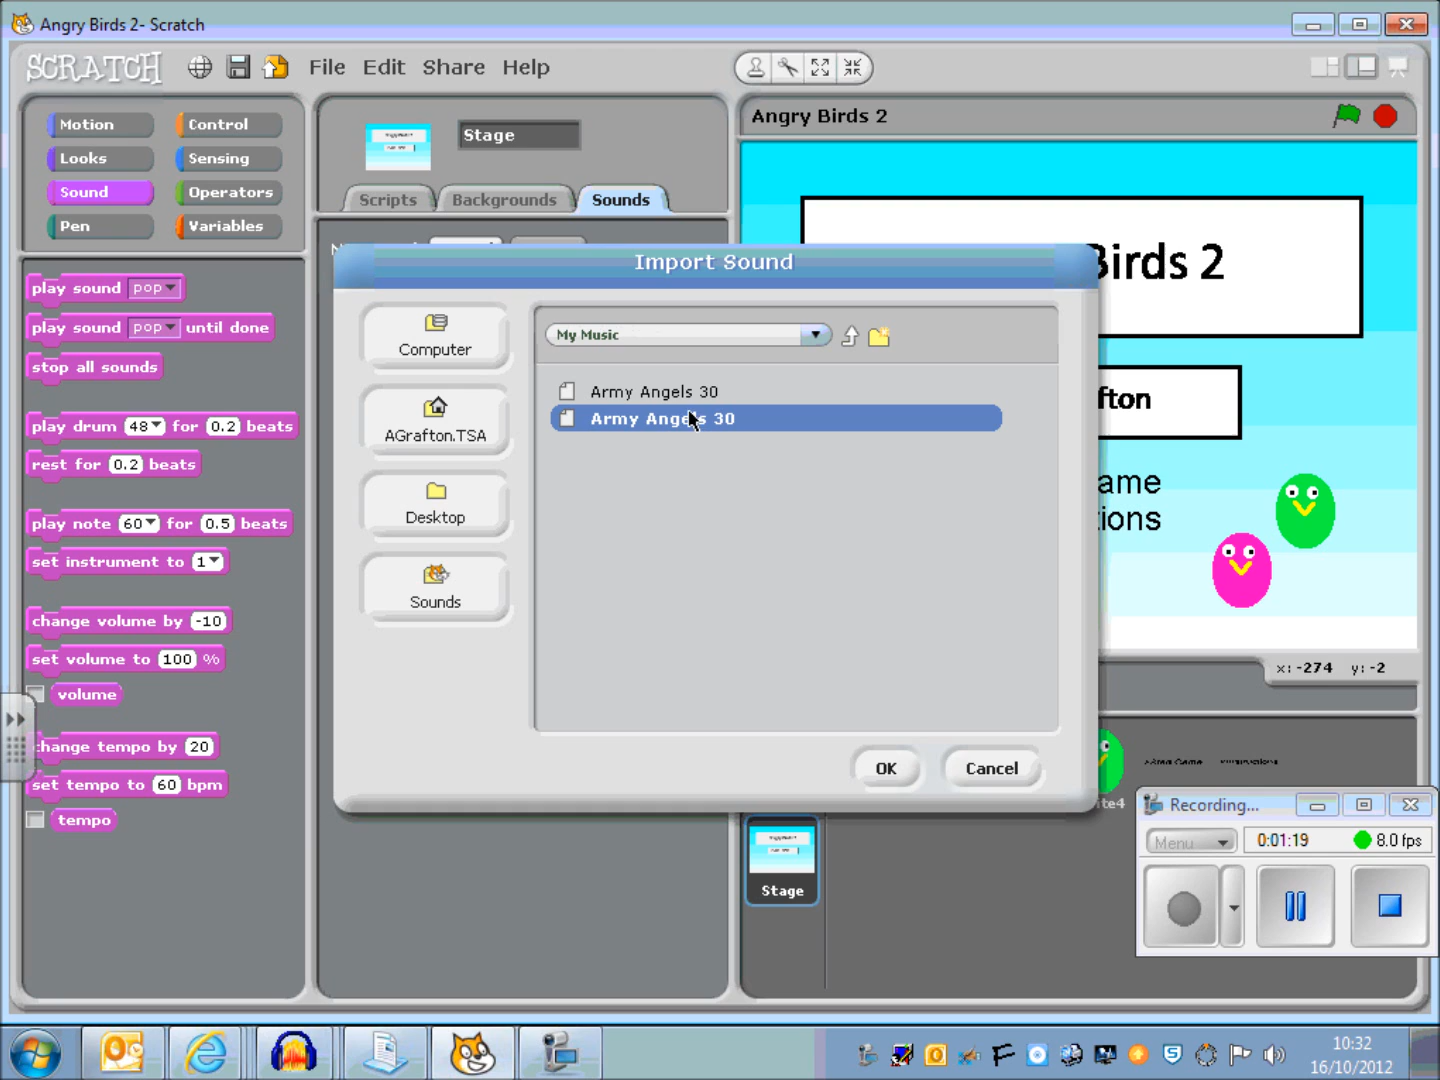 Angry Birds 2- Scratch
SCRATCH
File Edit Share Help
Motion
Control
Looks
Sensing
Sound
Operators
Pen
Variables
play sound pop
play sound pop until done
stop all sounds
play drum 48 for 0.2 beats
rest for 0.2 beats
play note 60 for 0.5 beats
set instrument to 1
change volume by -10
set volume to 100 %
volume
change tempo by 20
set tempo to 60 bpm
tempo
Stage
Scripts
Backgrounds
Sounds
Import Sound
Computer
AGrafton.TSA
Desktop
Sounds
My Music
Army Angels 30
Army Angels 30
OK
Cancel
Angry Birds 2
Birds 2
fton
ame
ions
x: -274 y: -2
ite4
Stage
Recording...
Menu
0:01:19
8.0 fps
10:32
16/10/2012